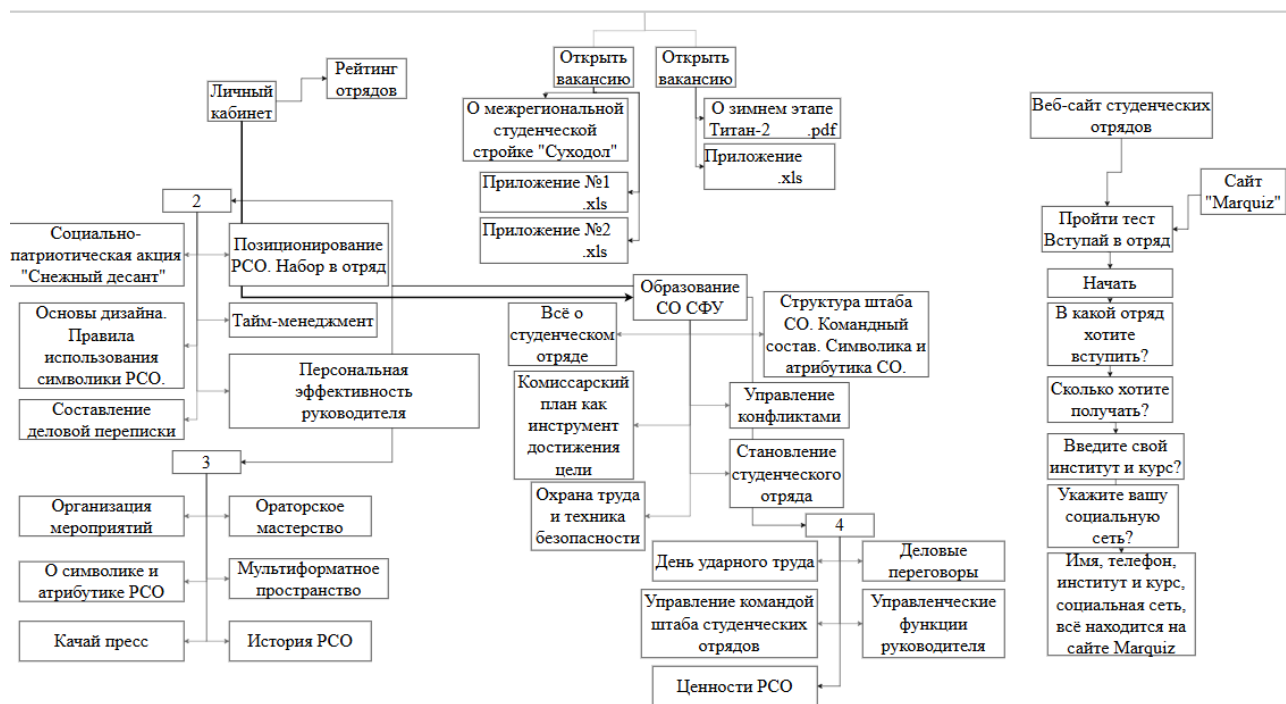 Открыть
вакансию
Открыть
вакансию
Рейтинг
отрядов
Личный
кабинет
О межрегиональной
студенческой
стройке "Суходол"
О зимнем этапе
Титан-2 .pdf
Приложение
.xls
Приложение №1
.xls
Приложение №2
.xls
Веб-сайт студенческих
отрядов
Сайт
"Marquiz"
Пройти тест
Вступай в отряд
Начать
В какой отряд
хотите
вступить?
Сколько хотите
получать?
Введите свой
институт и курс?
Укажите вашу
социальную
сеть?
Имя, телефон,
институт и курс,
социальная сеть,
всё находится на
сайте Marquiz
2
Социально-
патриотическая акция
"Снежный десант"
Позиционирование
РСО. Набор в отряд
Основы дизайна.
Правила
использования
символики РСО.
Тайм-менеджмент
Персональная
эффективность
руководителя
Составление
деловой переписки
3
Организация
мероприятий
Ораторское
мастерство
О символике и
атрибутике РСО
Мультиформатное
пространство
Качай пресс
История РСО
Образование
СО СФУ
Всё о
студенческом
отряде
Структура штаба
СО. Командный
состав. Символика и
атрибутика СО.
Комиссарский
план как
инструмент
достижения
цели
Управление
конфликтами
Становление
студенческого
отряда
Охрана труда
и техника
безопасности
4
День ударного труда
Деловые
переговоры
Управление командой
штаба студенческих
отрядов
Управленческие
функции
руководителя
Ценности РСО